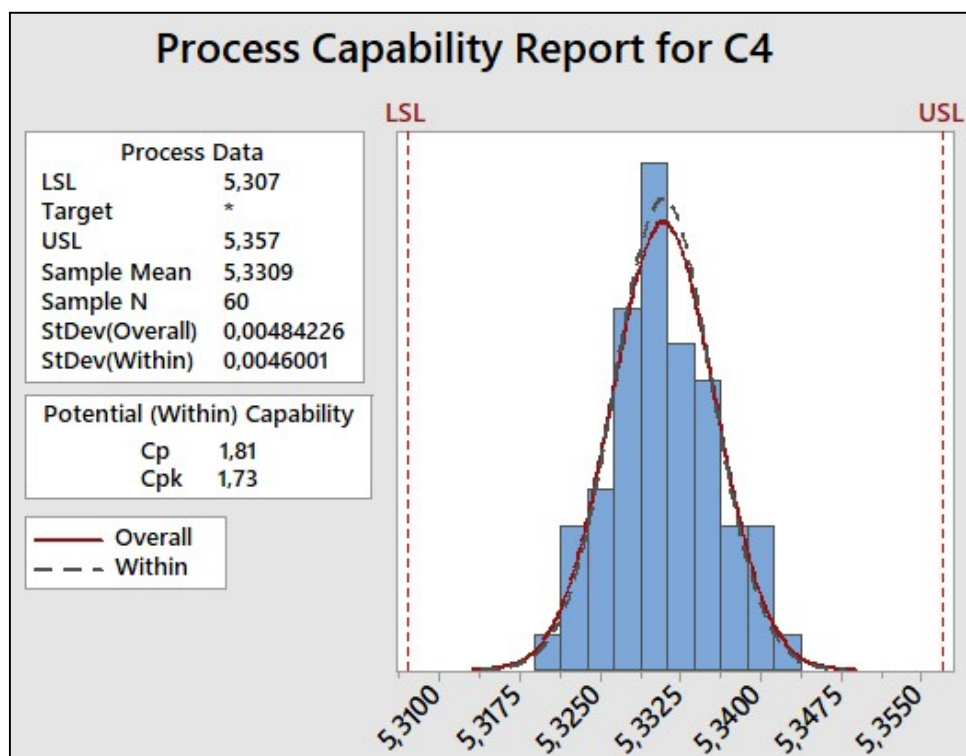 Process Capability Report for C4
LSL USL
Process Data
LSL 5,307
Target *
USL 5,357
Sample Mean 5,3309
Sample N 60
StDev(Overall) 0,00484226
StDev(Within) 0,0046001
Potential (Within) Capability
Cp 1,81
Cpk 1,73
Overall
Within
5,3100 5,3175 5,3250 5,3325 5,3400 5,3475 5,3550